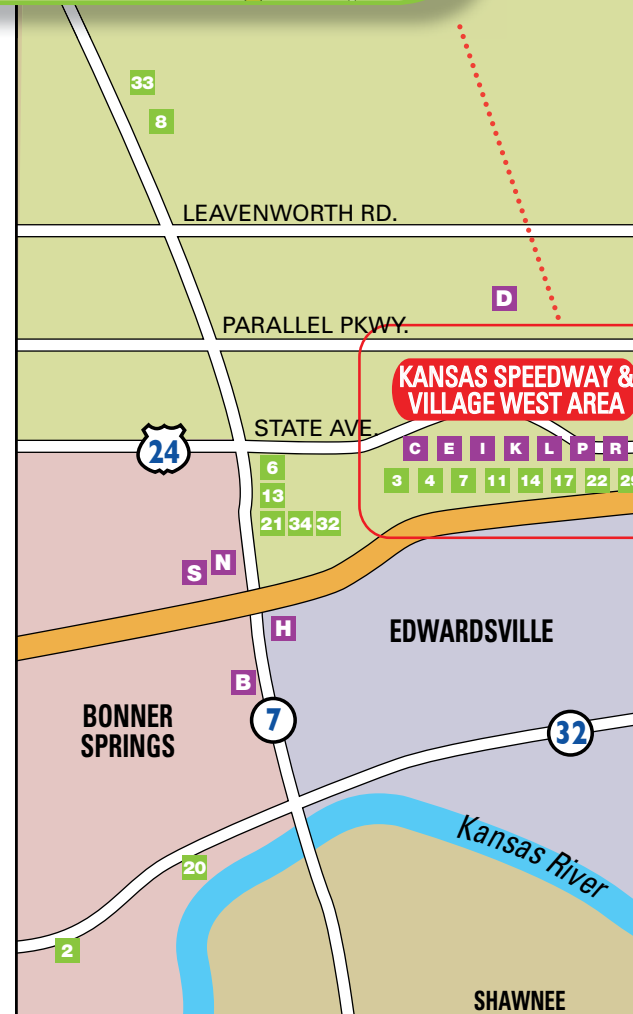 33
8
LEAVENWORTH RD.
D
PARALLEL PKWY.
KANSAS SPEEDWAY &
VILLAGE WEST AREA
STATE AVE.
24
C E I K L P R
6
3 4 7 11 14 17 22 29
13
21 34 32
S N
H
EDWARDSVILLE
B
BONNER
SPRINGS
7
32
Kansas River
20
2
SHAWNEE